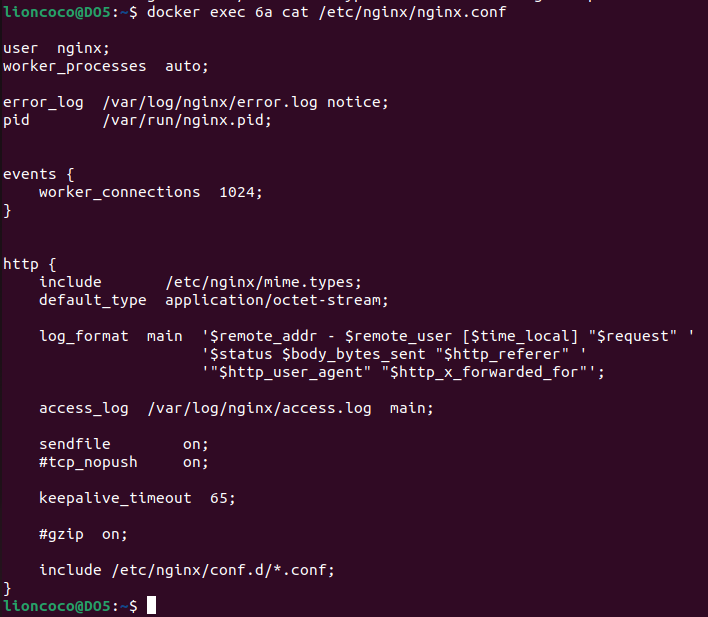 lioncoco@DO5:~$ docker exec 6a cat /etc/nginx/nginx.conf
user  nginx;
worker_processes  auto;
error_log  /var/log/nginx/error.log notice;
pid        /var/run/nginx.pid;
events {
    worker_connections  1024;
}
http {
    include       /etc/nginx/mime.types;
    default_type  application/octet-stream;
    log_format  main  '$remote_addr - $remote_user [$time_local] "$request" '
                      '$status $body_bytes_sent "$http_referer" '
                      '"$http_user_agent" "$http_x_forwarded_for"';
    access_log  /var/log/nginx/access.log  main;
    sendfile        on;
    #tcp_nopush     on;
    keepalive_timeout  65;
    #gzip  on;
    include /etc/nginx/conf.d/*.conf;
}
lioncoco@DO5:~$